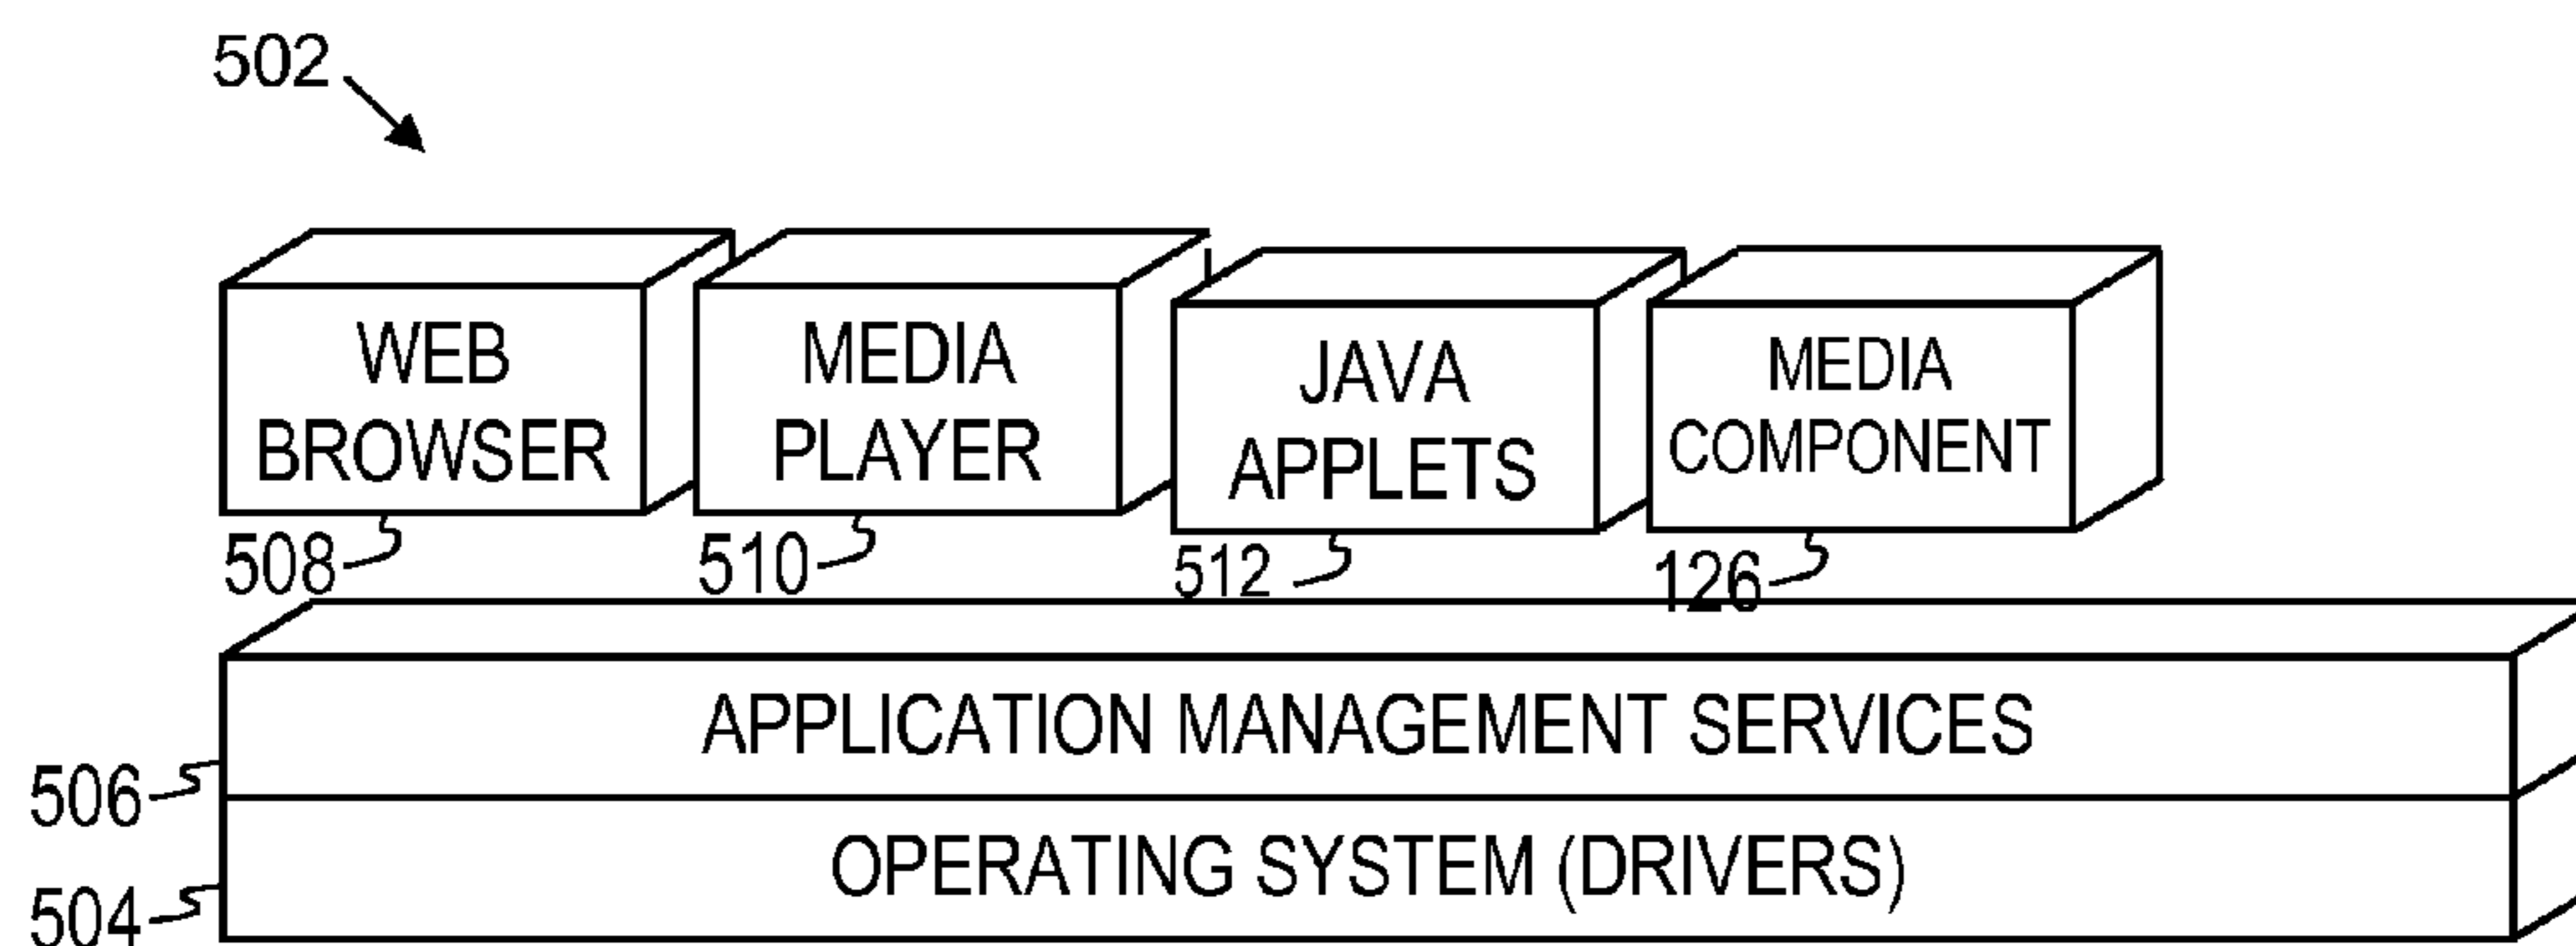 502
WEB
BROWSER
MEDIA
PLAYER
JAVA
APPLETS
MEDIA
COMPONENT
508
510
512
126
APPLICATION MANAGEMENT SERVICES
506
OPERATING SYSTEM (DRIVERS)
504